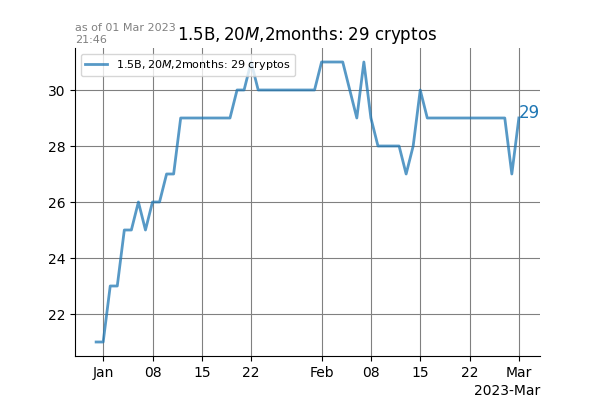 as of 01 Mar 2023
21:46
1.5B, 20M,2months: 29 cryptos
1.5B, 20M,2months: 29 cryptos
30
28
26
24
22
29
Jan
08
15
22
Feb
08
15
22
Mar
2023-Mar